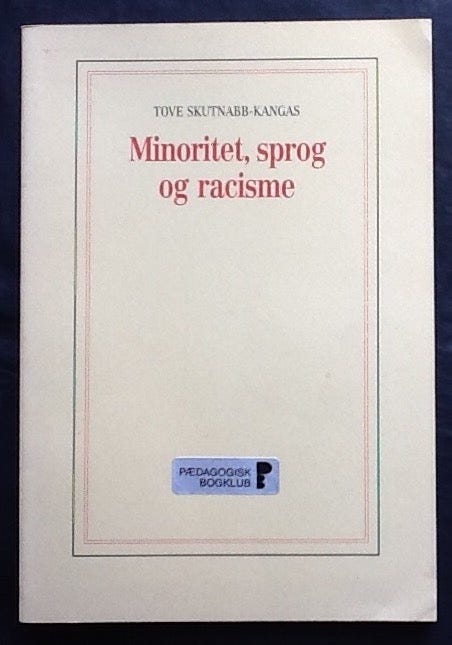 TOVE SKUTNABB-KANGAS
Minoritet, sprog
og racisme
PÆDAGOGISK
BOGKLUB